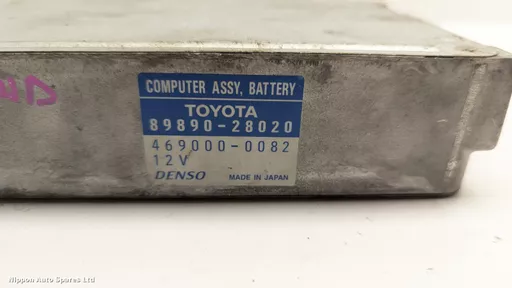 COMPUTER ASSY, BATTERY
TOYOTA
89890-28020
469000-0082
12V
DENSO MADE IN JAPAN
Nippon Auto Spares Ltd